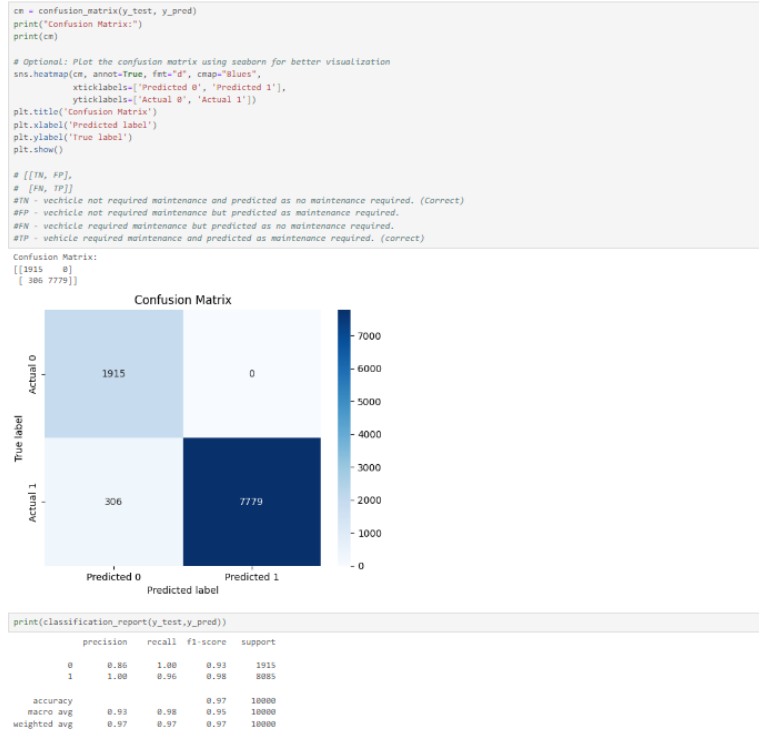 cm = confusion_matrix(y_test, y_pred)
print("Confusion Matrix:")
print(cm)
# Optional: Plot the confusion matrix using seaborn for better visualization
sns.heatmap(cm, annot=True, fmt="d", cmap="Blues",
xticklabels=['Predicted 0', 'Predicted 1'],
yticklabels=['Actual 0', 'Actual 1'])
plt.title('Confusion Matrix')
plt.xlabel('Predicted label')
plt.ylabel('True label')
plt.show()
# [[TN, FP],
#  [FN, TP]]
#TN - vechicle not required maintenance and predicted as no maintenance required. (Correct)
#FP - vechicle not required maintenance but predicted as maintenance required.
#FN - vechicle required maintenance but predicted as no maintenance required.
#TP - vehicle required maintenance and predicted as maintenance required. (correct)
Confusion Matrix:
[[1915    0]
[ 306 7779]]
Confusion Matrix
Actual 0
Actual 1
True label
1915
0
306
7779
Predicted 0
Predicted 1
Predicted label
7000
6000
5000
4000
3000
2000
1000
0
print(classification_report(y_test,y_pred))
precision recall f1-score support
0 0.86 1.00 0.93 1915
1 1.00 0.96 0.98 8085
accuracy 0.97 10000
macro avg 0.93 0.98 0.95 10000
weighted avg 0.97 0.97 0.97 10000